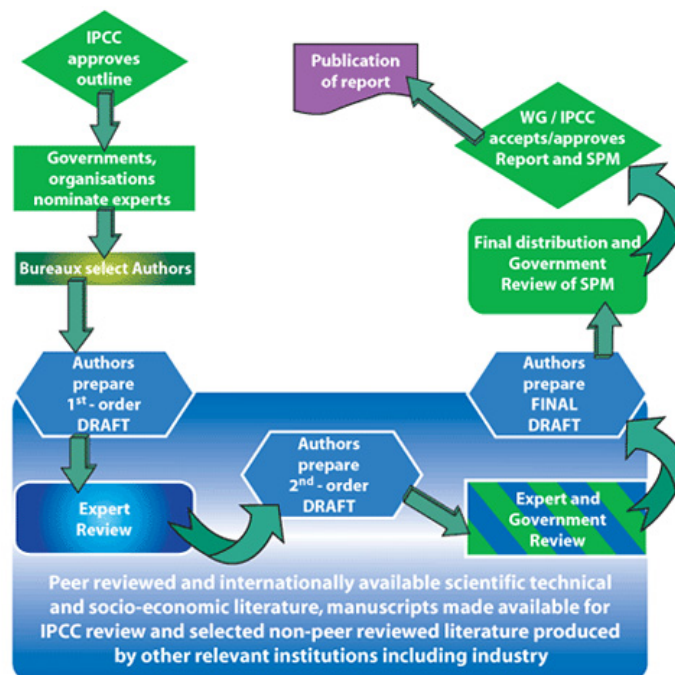 IPCC
approves
outline
Governments,
organisations
nominate experts
Bureaux select Authors
Authors
prepare
1st - order
DRAFT
Expert
Review
Authors
prepare
2nd - order
DRAFT
Expert and
Government
Review
Authors
prepare
FINAL
DRAFT
Final distribution and
Government
Review of SPM
WG / IPCC
accepts/approves
Report and SPM
Publication
of report
Peer reviewed and internationally available scientific technical
and socio-economic literature, manuscripts made available for
IPCC review and selected non-peer reviewed literature produced
by other relevant institutions including industry